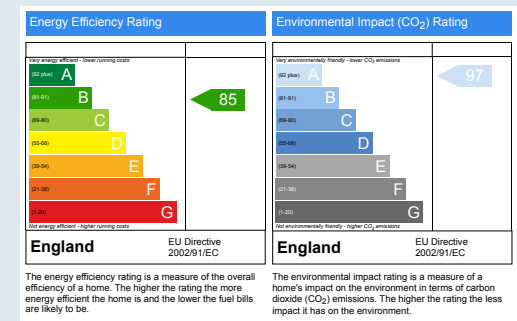 Energy Efficiency Rating
Very energy efficient - lower running costs
(92 plus) A
(81-91) B
85
(69-80) C
(55-68) D
(39-54) E
(21-38) F
(1-20) G
Not energy efficient - higher running costs
England
EU Directive
2002/91/EC
The energy efficiency rating is a measure of the overall
efficiency of a home. The higher the rating the more
energy efficient the home is and the lower the fuel bills
are likely to be.
Environmental Impact (CO₂) Rating
Very environmentally friendly - lower CO₂ emissions
(92 plus) A
97
(81-91) B
(69-80) C
(55-68) D
(39-54) E
(21-38) F
(1-20) G
Not environmentally friendly - higher CO₂ emissions
England
EU Directive
2002/91/EC
The environmental impact rating is a measure of a
home's impact on the environment in terms of carbon
dioxide (CO₂) emissions. The higher the rating the less
impact it has on the environment.